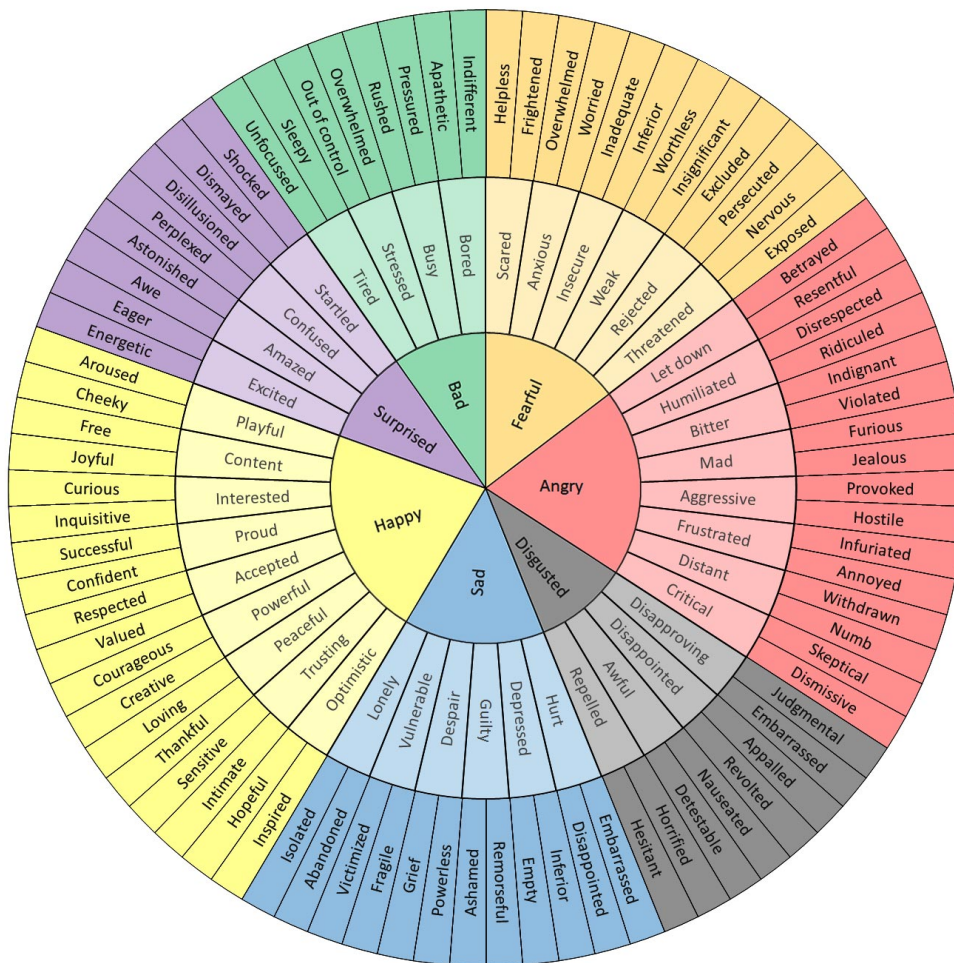 Fearful
Angry
Disgusted
Sad
Happy
Surprised
Bad
Scared
Anxious
Insecure
Weak
Rejected
Threatened
Let down
Humiliated
Bitter
Mad
Aggressive
Frustrated
Distant
Critical
Disapproving
Disappointed
Awful
Repelled
Hurt
Depressed
Guilty
Despair
Vulnerable
Lonely
Optimistic
Trusting
Peaceful
Powerful
Accepted
Proud
Interested
Content
Playful
Excited
Amazed
Confused
Startled
Tired
Stressed
Busy
Bored
Helpless
Frightened
Overwhelmed
Worried
Inadequate
Inferior
Worthless
Insignificant
Excluded
Persecuted
Nervous
Exposed
Betrayed
Resentful
Disrespected
Ridiculed
Indignant
Violated
Furious
Jealous
Provoked
Hostile
Infuriated
Annoyed
Withdrawn
Numb
Skeptical
Dismissive
Judgmental
Embarrassed
Appalled
Revolted
Nauseated
Detestable
Horrified
Hesitant
Embarrassed
Disappointed
Inferior
Empty
Remorseful
Ashamed
Powerless
Grief
Fragile
Victimized
Abandoned
Isolated
Inspired
Hopeful
Intimate
Sensitive
Thankful
Loving
Creative
Courageous
Valued
Respected
Confident
Successful
Inquisitive
Curious
Joyful
Free
Cheeky
Aroused
Energetic
Eager
Awe
Astonished
Perplexed
Disillusioned
Dismayed
Shocked
Unfocussed
Sleepy
Out of control
Overwhelmed
Rushed
Pressured
Apathetic
Indifferent